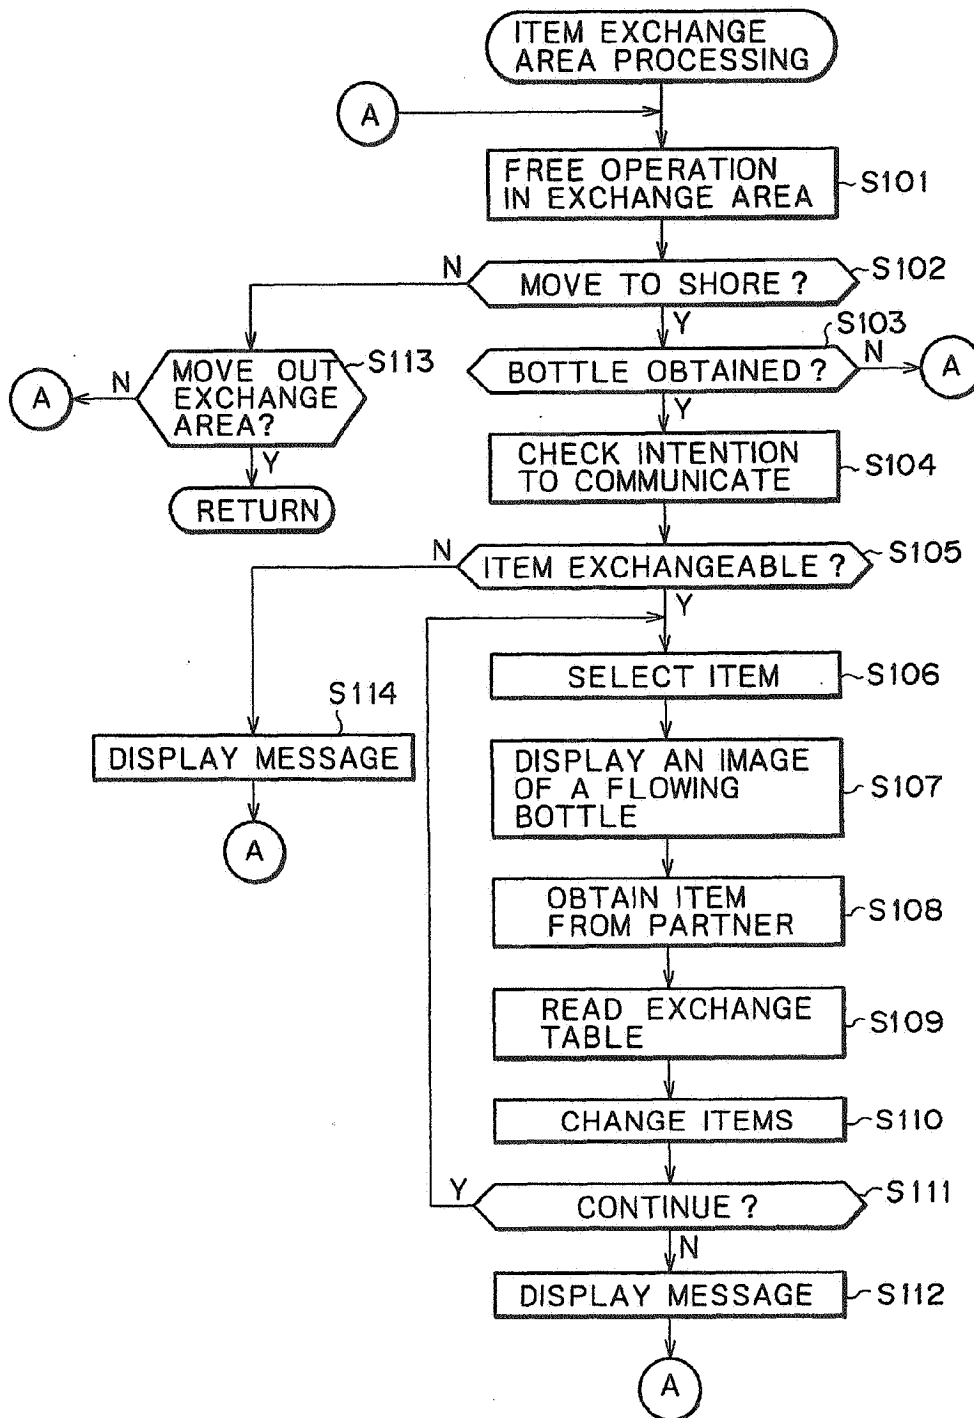 ITEM EXCHANGE
AREA PROCESSING
A
FREE OPERATION
IN EXCHANGE AREA
S101
N
MOVE TO SHORE ?
S102
Y
S103
MOVE OUT
EXCHANGE
AREA?
S113
N
A
BOTTLE OBTAINED ?
N
A
Y
Y
CHECK INTENTION
TO COMMUNICATE
S104
RETURN
N
ITEM EXCHANGEABLE ?
S105
Y
SELECT ITEM
S106
S114
DISPLAY MESSAGE
DISPLAY AN IMAGE
OF A FLOWING
BOTTLE
S107
A
OBTAIN ITEM
FROM PARTNER
S108
READ EXCHANGE
TABLE
S109
CHANGE ITEMS
S110
Y
CONTINUE ?
S111
N
DISPLAY MESSAGE
S112
A